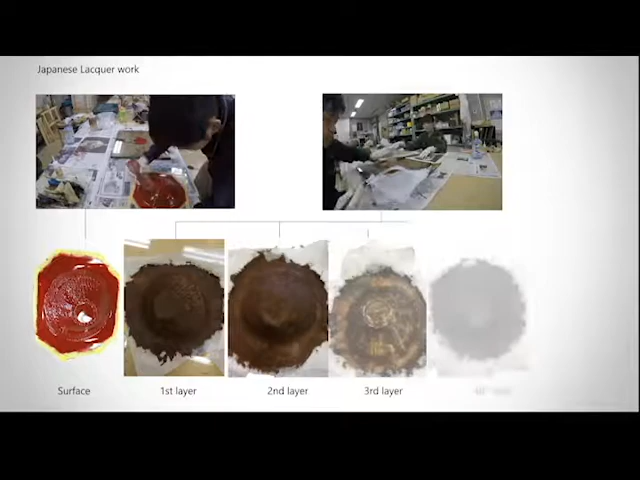 Japanese Lacquer work
Surface
1st layer
2nd layer
3rd layer